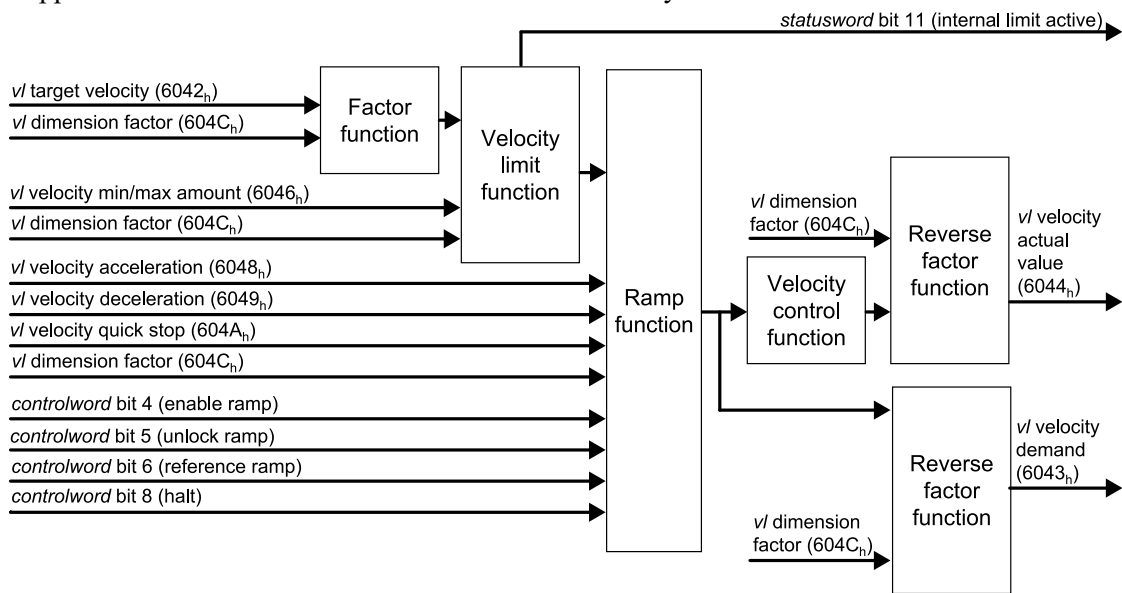 statusword bit 11 (internal limit active)
vl target velocity (6042h)
vl dimension factor (604Ch)
Factor
function
Velocity
limit
function
vl velocity min/max amount (6046h)
vl dimension factor (604Ch)
vl velocity acceleration (6048h)
vl velocity deceleration (6049h)
vl velocity quick stop (604Ah)
vl dimension factor (604Ch)
controlword bit 4 (enable ramp)
controlword bit 5 (unlock ramp)
controlword bit 6 (reference ramp)
controlword bit 8 (halt)
Ramp
function
vl dimension
factor (604Ch)
Velocity
control
function
Reverse
factor
function
vl velocity
actual
value
(6044h)
Reverse
factor
function
vl velocity
demand
(6043h)
vl dimension
factor (604Ch)